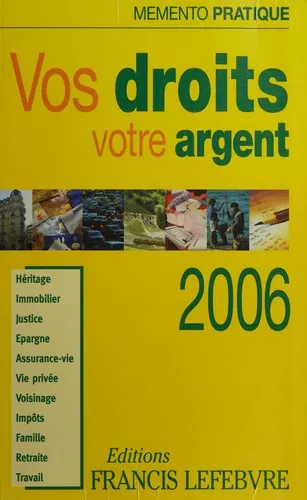 MEMENTO PRATIQUE
Vos droits
votre argent
2006
Héritage
Immobilier
Justice
Epargne
Assurance-vie
Vie privée
Voisinage
Impôts
Famille
Retraite
Travail
Editions
FRANCIS LEFEBVRE